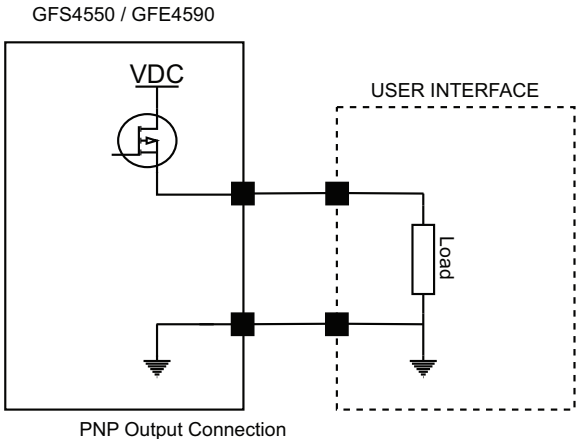 GFS4550 / GFE4590
VDC
USER INTERFACE
Load
PNP Output Connection